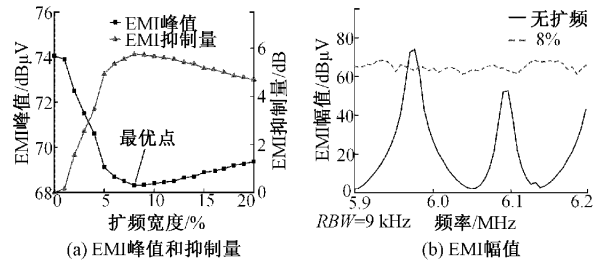 EMI峰值
EMI抑制量
74
72
70
68
EMI峰值/dBμV
6
4
2
0
EMI抑制量/dB
最优点
0
5
10
15
20
扩频宽度/%
(a) EMI峰值和抑制量
无扩频
8%
80
60
40
20
0
EMI幅值/dBμV
5.9
6.0
6.1
6.2
RBW=9 kHz
频率/MHz
(b) EMI幅值